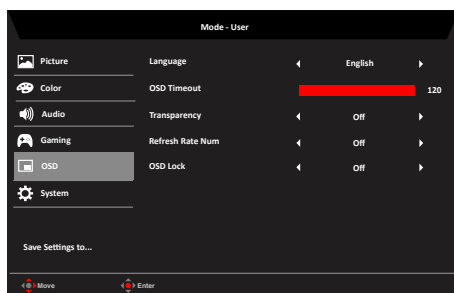 Mode - User
Picture
Language English
Color
OSD Timeout 120
Audio
Transparency Off
Gaming
Refresh Rate Num Off
OSD
OSD Lock Off
System
Save Settings to...
Move Enter